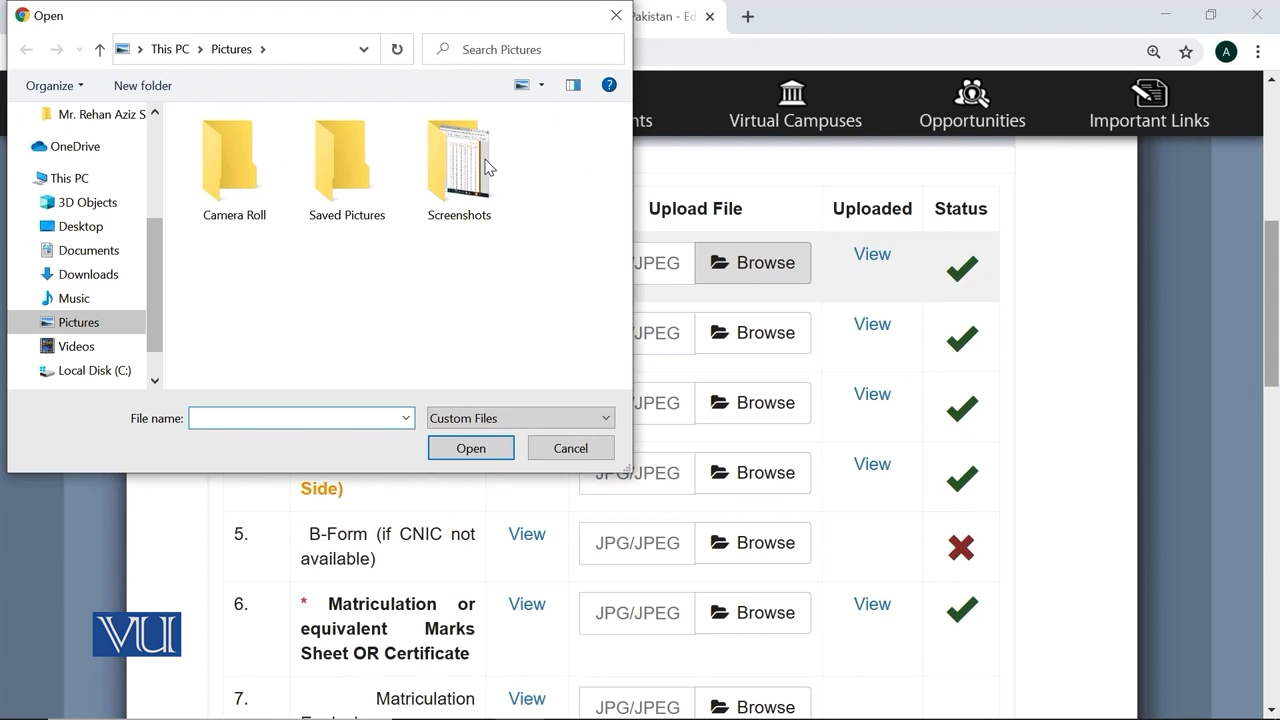 Open
Pakistan - Ed
This PC
Pictures
Search Pictures
A
Organize
New folder
Mr. Rehan Aziz S
OneDrive
This PC
3D Objects
Desktop
Documents
Downloads
Music
Pictures
Videos
Local Disk (C:)
Camera Roll
Saved Pictures
Screenshots
File name:
Custom Files
Open
Cancel
nts
Virtual Campuses
Opportunities
Important Links
Upload File
Uploaded
Status
/JPEG
Browse
View
/JPEG
Browse
View
/JPEG
Browse
View
Side)
JPG/JPEG
Browse
View
5.
B-Form (if CNIC not
available)
View
JPG/JPEG
Browse
6.
* Matriculation or
equivalent Marks
Sheet OR Certificate
View
JPG/JPEG
Browse
View
7.
Matriculation
View
JPG/JPEG
Browse
VU